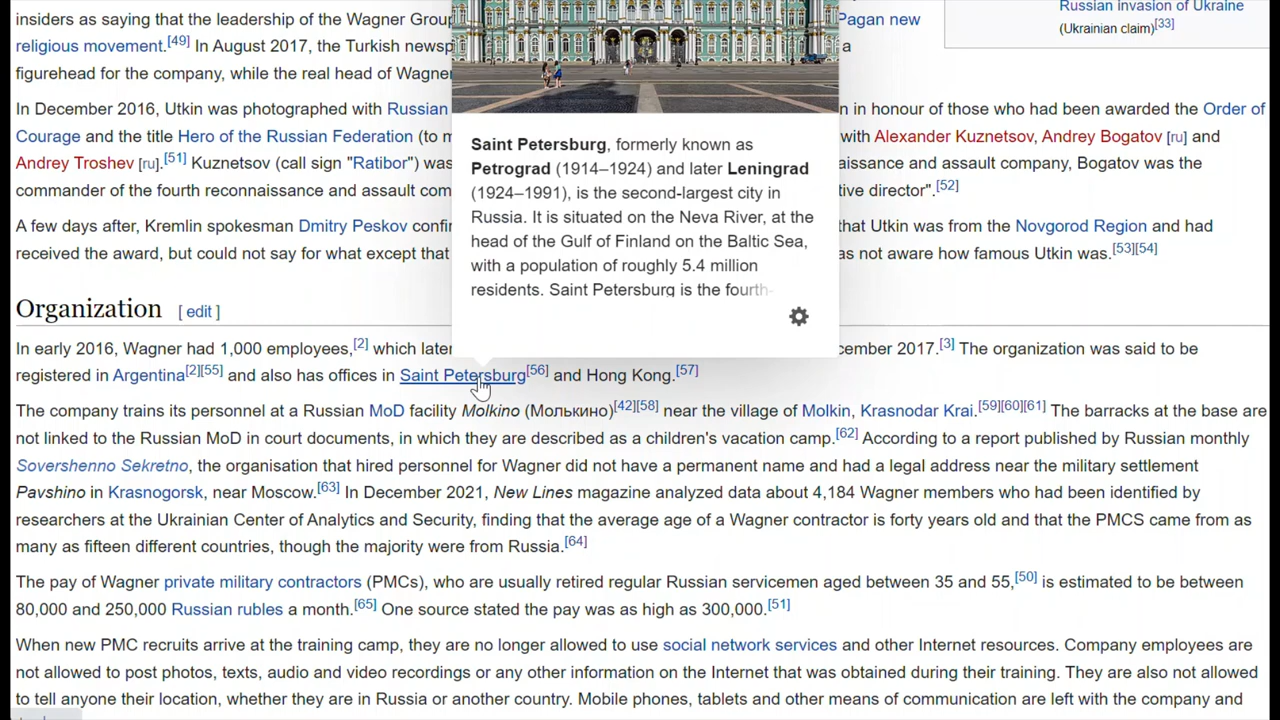 insiders as saying that the leadership of the Wagner Grou
Pagan new
Russian invasion of Ukraine
religious movement.[49] In August 2017, the Turkish newsp
a
(Ukrainian claim)[33]
figurehead for the company, while the real head of Wagner
In December 2016, Utkin was photographed with Russian
n in honour of those who had been awarded the Order of
Courage and the title Hero of the Russian Federation (to m
with Alexander Kuznetsov, Andrey Bogatov [ru] and
Andrey Troshev [ru].[51] Kuznetsov (call sign "Ratibor") was
aissance and assault company, Bogatov was the
commander of the fourth reconnaissance and assault com
tive director".[52]
A few days after, Kremlin spokesman Dmitry Peskov confir
that Utkin was from the Novgorod Region and had
received the award, but could not say for what except that
as not aware how famous Utkin was.[53][54]
Saint Petersburg, formerly known as
Petrograd (1914–1924) and later Leningrad
(1924–1991), is the second-largest city in
Russia. It is situated on the Neva River, at the
head of the Gulf of Finland on the Baltic Sea,
with a population of roughly 5.4 million
residents. Saint Petersburg is the fourth-
Organization [ edit ]
In early 2016, Wagner had 1,000 employees,[2] which later
cember 2017.[3] The organization was said to be
registered in Argentina[2][55] and also has offices in Saint Petersburg[56] and Hong Kong.[57]
The company trains its personnel at a Russian MoD facility Molkino (Молькино)[42][58] near the village of Molkin, Krasnodar Krai.[59][60][61] The barracks at the base are
not linked to the Russian MoD in court documents, in which they are described as a children's vacation camp.[62] According to a report published by Russian monthly
Sovershenno Sekretno, the organisation that hired personnel for Wagner did not have a permanent name and had a legal address near the military settlement
Pavshino in Krasnogorsk, near Moscow.[63] In December 2021, New Lines magazine analyzed data about 4,184 Wagner members who had been identified by
researchers at the Ukrainian Center of Analytics and Security, finding that the average age of a Wagner contractor is forty years old and that the PMCS came from as
many as fifteen different countries, though the majority were from Russia.[64]
The pay of Wagner private military contractors (PMCs), who are usually retired regular Russian servicemen aged between 35 and 55,[50] is estimated to be between
80,000 and 250,000 Russian rubles a month.[65] One source stated the pay was as high as 300,000.[51]
When new PMC recruits arrive at the training camp, they are no longer allowed to use social network services and other Internet resources. Company employees are
not allowed to post photos, texts, audio and video recordings or any other information on the Internet that was obtained during their training. They are also not allowed
to tell anyone their location, whether they are in Russia or another country. Mobile phones, tablets and other means of communication are left with the company and